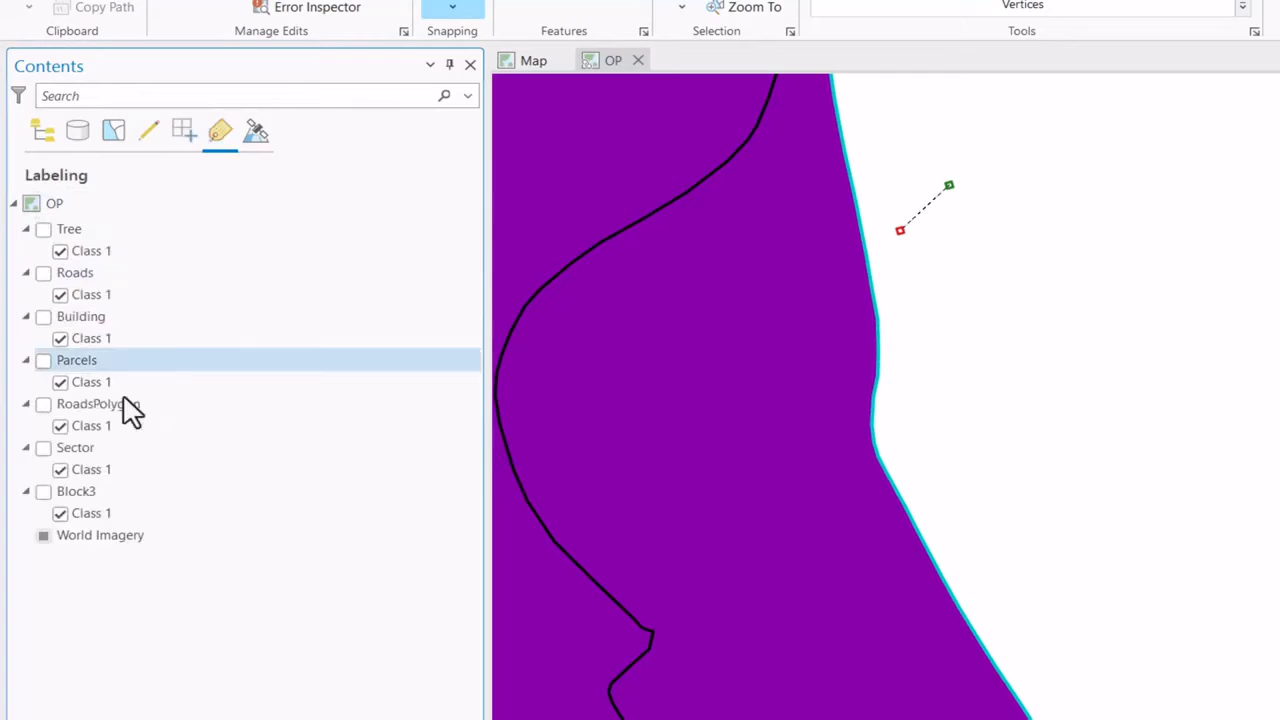 Copy Path
Error Inspector
Zoom To
Vertices
Clipboard
Manage Edits
Snapping
Features
Selection
Tools
Contents
Map
OP
Search
Labeling
OP
Tree
Class 1
Roads
Class 1
Building
Class 1
Parcels
Class 1
RoadsPolygon
Class 1
Sector
Class 1
Block3
Class 1
World Imagery